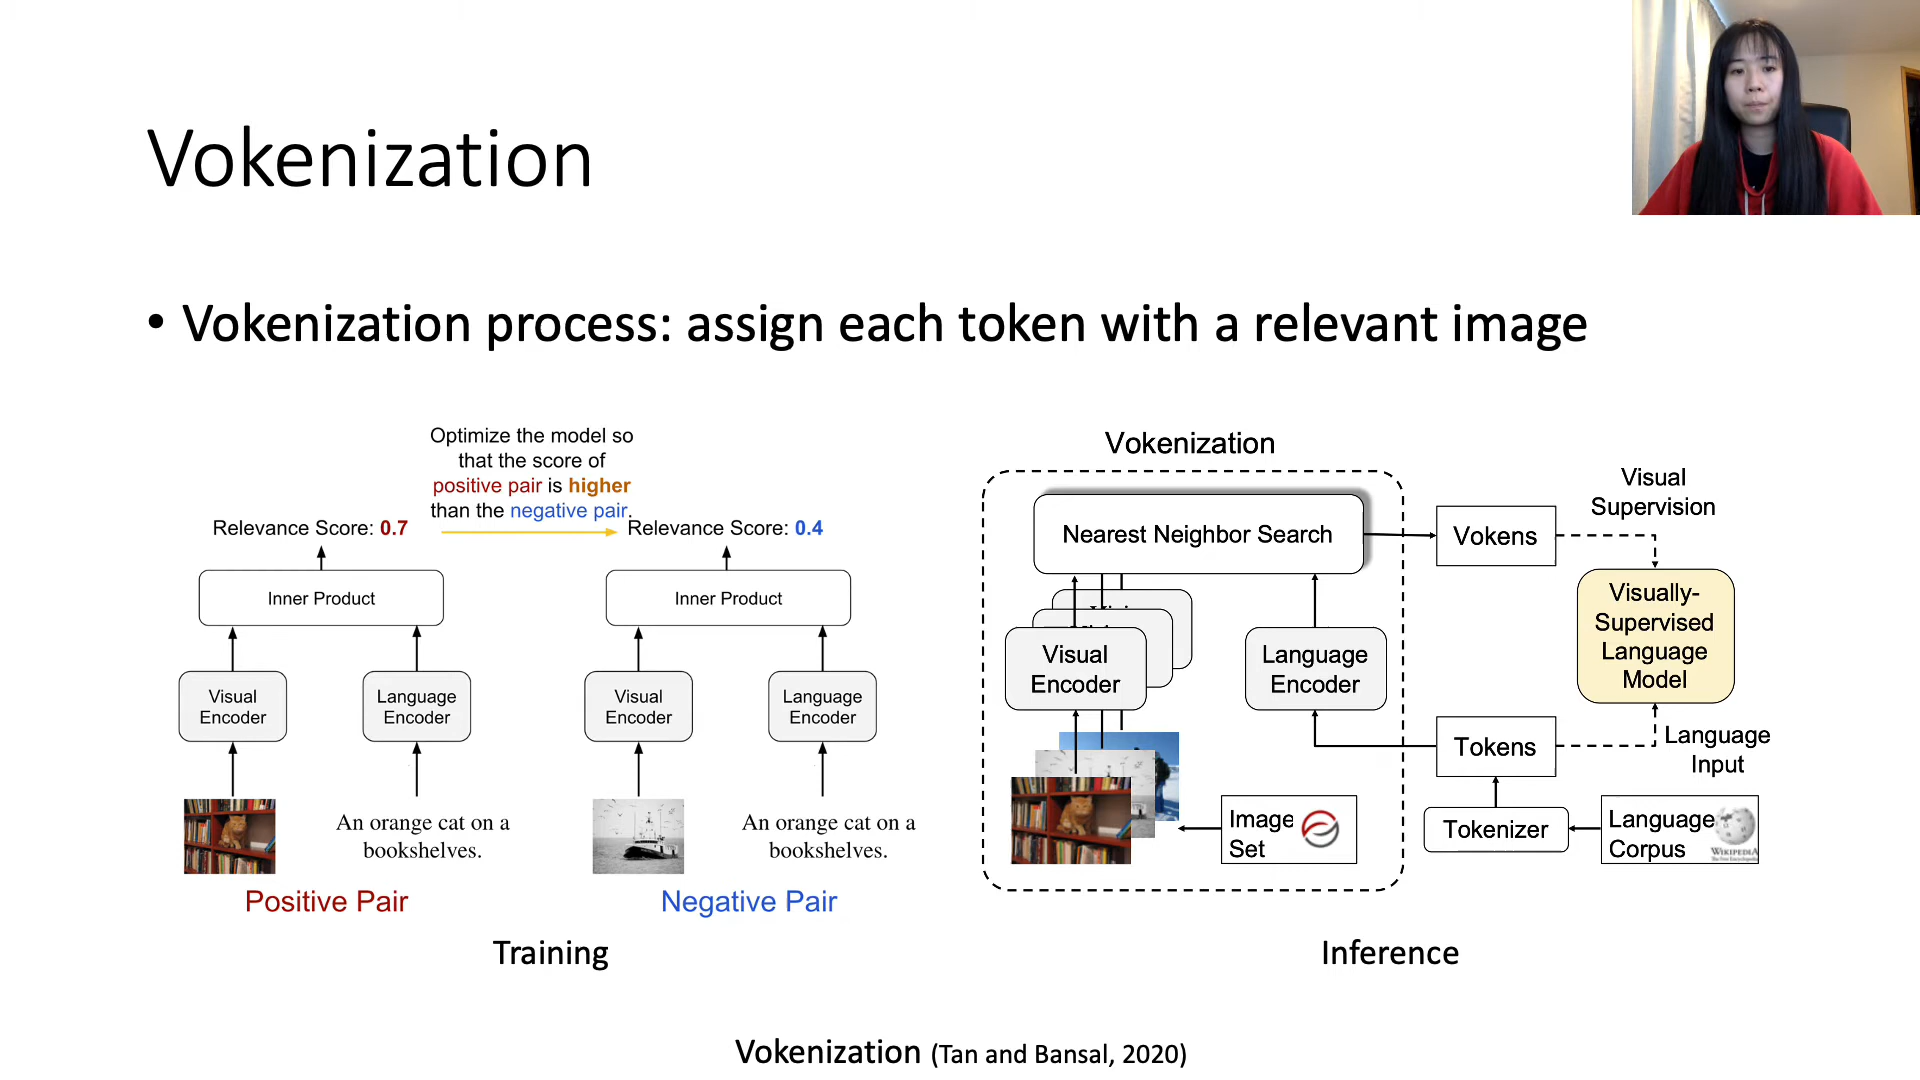 Vokenization
• Vokenization process: assign each token with a relevant image
Optimize the model so
that the score of
positive pair is higher
than the negative pair.
Relevance Score: 0.7
Relevance Score: 0.4
Inner Product
Inner Product
Visual
Encoder
Language
Encoder
Visual
Encoder
Language
Encoder
An orange cat on a
bookshelves.
An orange cat on a
bookshelves.
Positive Pair
Negative Pair
Training
Vokenization
Nearest Neighbor Search
Visual
Encoder
Language
Encoder
Image
Set
Vokens
Visual
Supervision
Visually-
Supervised
Language
Model
Tokens
Language
Input
Tokenizer
Language
Corpus
WIKIPEDIA
The Free Encyclopedia
Inference
Vokenization (Tan and Bansal, 2020)